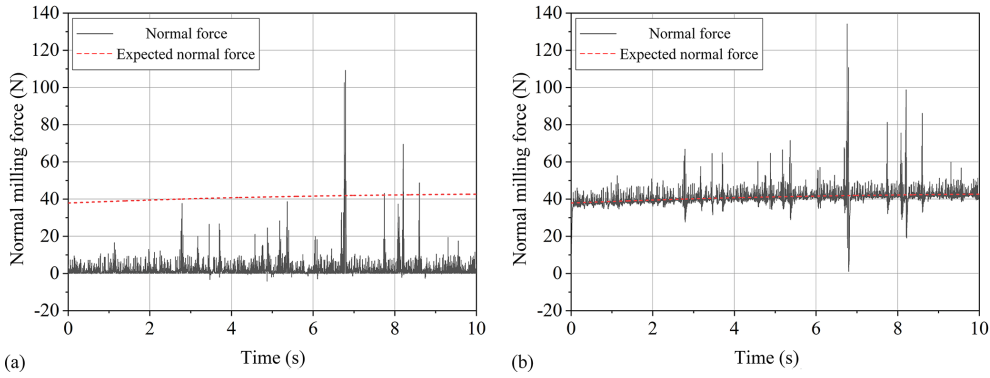 Normal milling force (N)
140
120
100
80
60
40
20
0
-20
Normal force
Expected normal force
0 2 4 6 8 10
Time (s)
(a)
Normal milling force (N)
140
120
100
80
60
40
20
0
-20
Normal force
Expected normal force
0 2 4 6 8 10
Time (s)
(b)